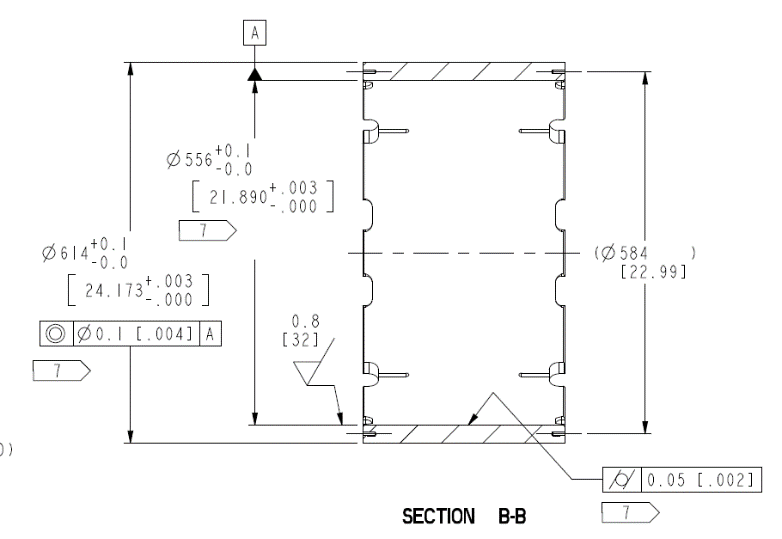 A
Ø556 +0.1 -0.0
[21.890 +.003 -.000]
7
Ø614 +0.1 -0.0
[24.173 +.003 -.000]
◎ Ø0.1 [.004] A
7
0.8
[32]
(Ø584 )
[22.99]
0)
⌭ 0.05 [.002]
7
SECTION B-B